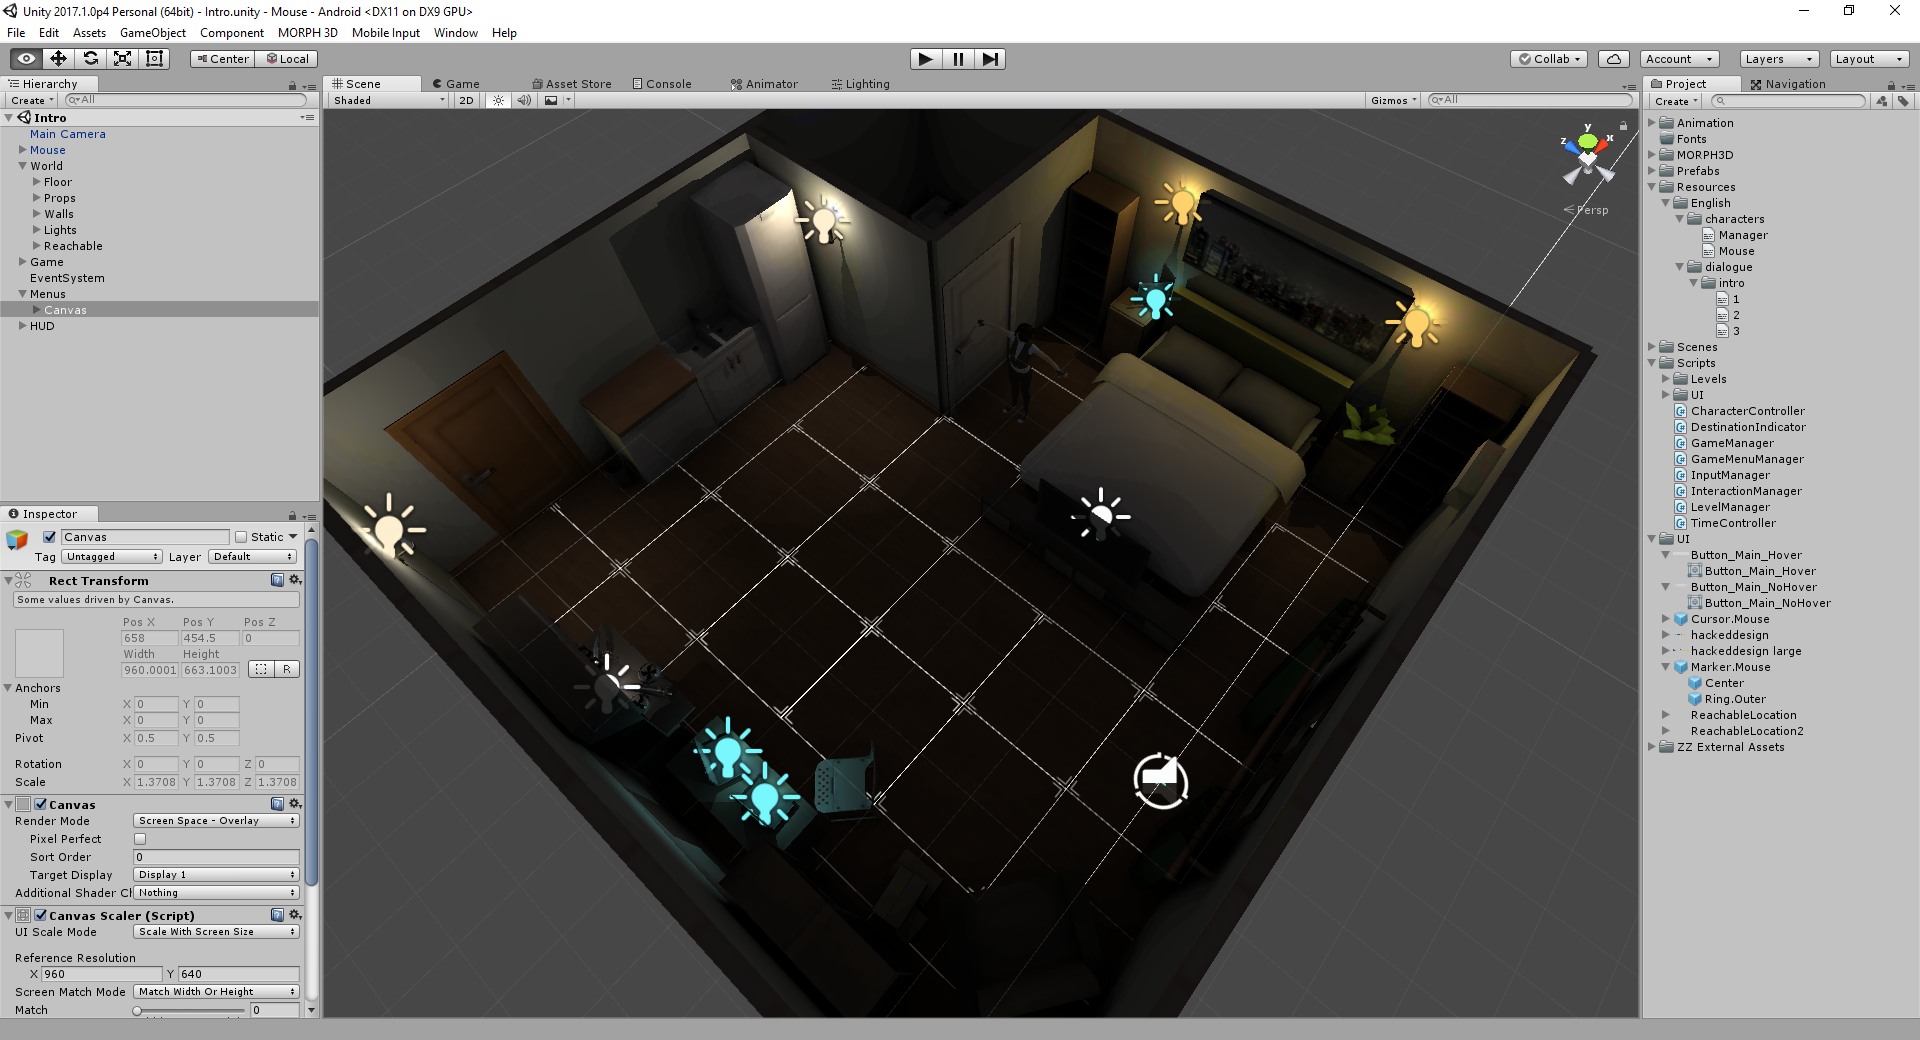 Unity 2017.1.0p4 Personal (64bit) - Intro.unity - Mouse - Android <DX11 on DX9 GPU>
File Edit Assets GameObject Component MORPH 3D Mobile Input Window Help
Center Local Collab Account Layers Layout
Hierarchy
Create All
Intro
Main Camera
Mouse
World
Floor
Props
Walls
Lights
Reachable
Game
EventSystem
Menus
Canvas
HUD
Inspector
Canvas Static
Tag Untagged Layer Default
Rect Transform
Some values driven by Canvas.
Pos X Pos Y Pos Z
658 454.5 0
Width Height
960.0001 663.1003 R
Anchors
Min X 0 Y 0
Max X 0 Y 0
Pivot X 0.5 Y 0.5
Rotation X 0 Y 0 Z 0
Scale X 1.3708 Y 1.3708 Z 1.3708
Canvas
Render Mode Screen Space - Overlay
Pixel Perfect
Sort Order 0
Target Display Display 1
Additional Shader Ch Nothing
Canvas Scaler (Script)
UI Scale Mode Scale With Screen Size
Reference Resolution
X 960 Y 640
Screen Match Mode Match Width Or Height
Match 0
Scene Game Asset Store Console Animator Lighting
Shaded 2D Gizmos All
y
z x
Persp
Project Navigation
Create
Animation
Fonts
MORPH3D
Prefabs
Resources
English
characters
Manager
Mouse
dialogue
intro
1
2
3
Scenes
Scripts
Levels
UI
CharacterController
DestinationIndicator
GameManager
GameMenuManager
InputManager
InteractionManager
LevelManager
TimeController
UI
Button_Main_Hover
Button_Main_Hover
Button_Main_NoHover
Button_Main_NoHover
Cursor.Mouse
hackeddesign
hackeddesign large
Marker.Mouse
Center
Ring.Outer
ReachableLocation
ReachableLocation2
ZZ External Assets